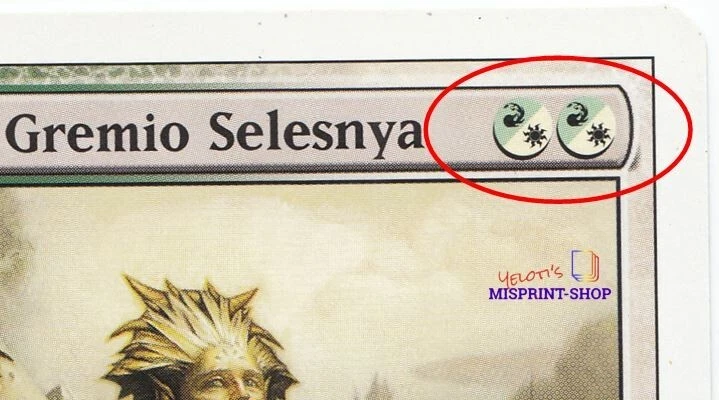 Gremio Selesnya
Yeloti's
MISPRINT-SHOP